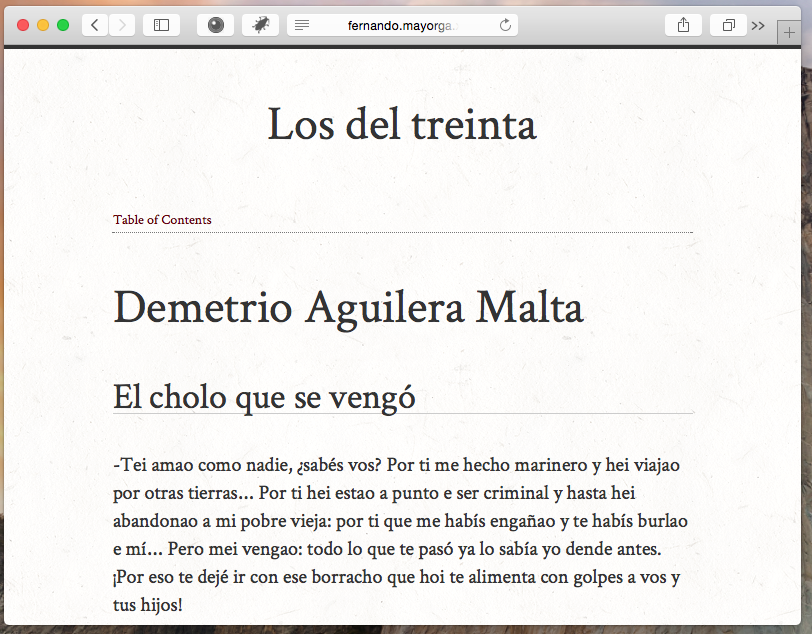 fernando.mayorga.
Los del treinta
Table of Contents
Demetrio Aguilera Malta
El cholo que se vengó
-Tei amao como nadie, ¿sabés vos? Por ti me hecho marinero y hei viajao
por otras tierras... Por ti hei estao a punto e ser criminal y hasta hei
abandonao a mi pobre vieja: por ti que me habís engañao y te habís burlao
e mí... Pero mei vengao: todo lo que te pasó ya lo sabía yo dende antes.
¡Por eso te dejé ir con ese borracho que hoi te alimenta con golpes a vos y
tus hijos!